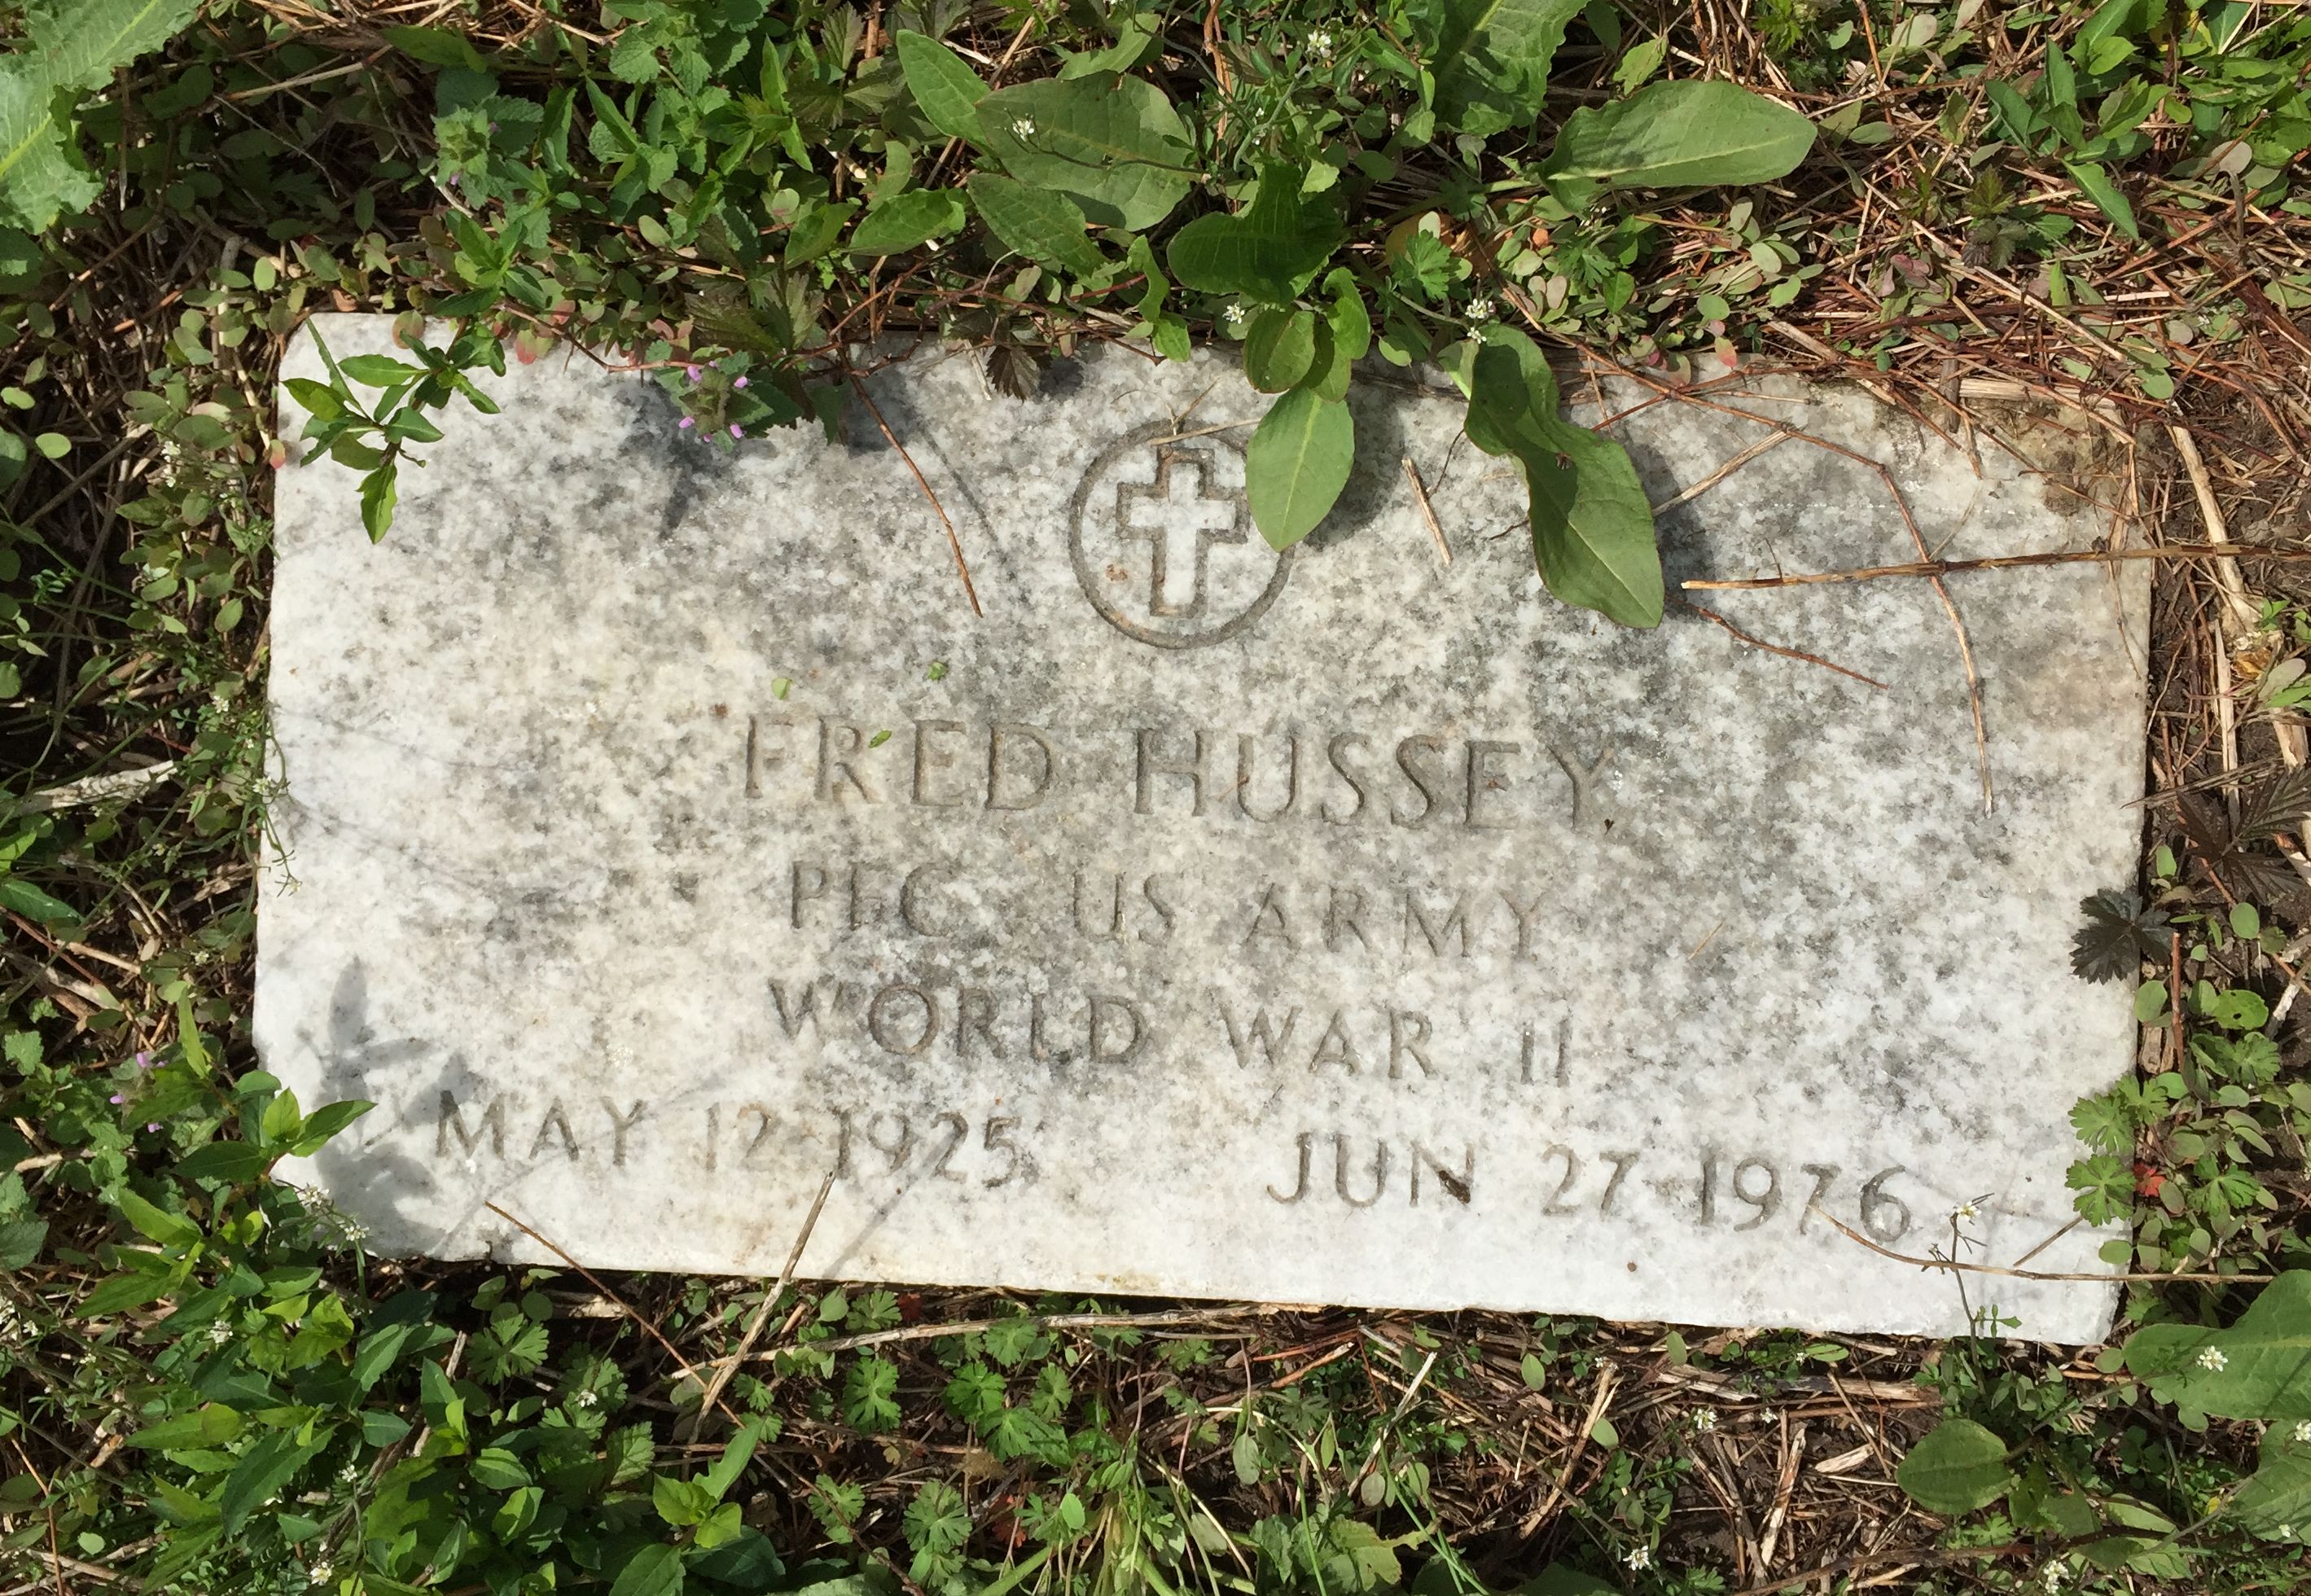 FRED HUSSEY
PFC US ARMY
WORLD WAR II
MAY 12 1925 JUN 27 1976